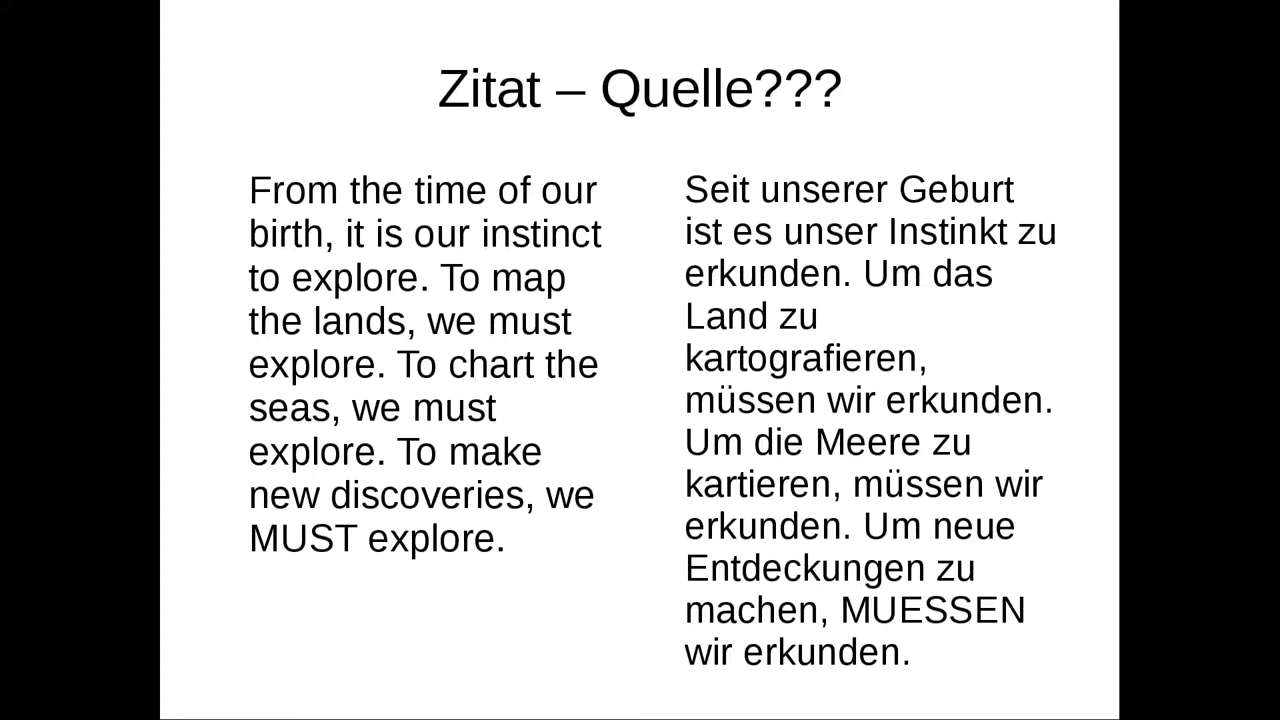 Zitat – Quelle???
From the time of our
birth, it is our instinct
to explore. To map
the lands, we must
explore. To chart the
seas, we must
explore. To make
new discoveries, we
MUST explore.
Seit unserer Geburt
ist es unser Instinkt zu
erkunden. Um das
Land zu
kartografieren,
müssen wir erkunden.
Um die Meere zu
kartieren, müssen wir
erkunden. Um neue
Entdeckungen zu
machen, MUESSEN
wir erkunden.